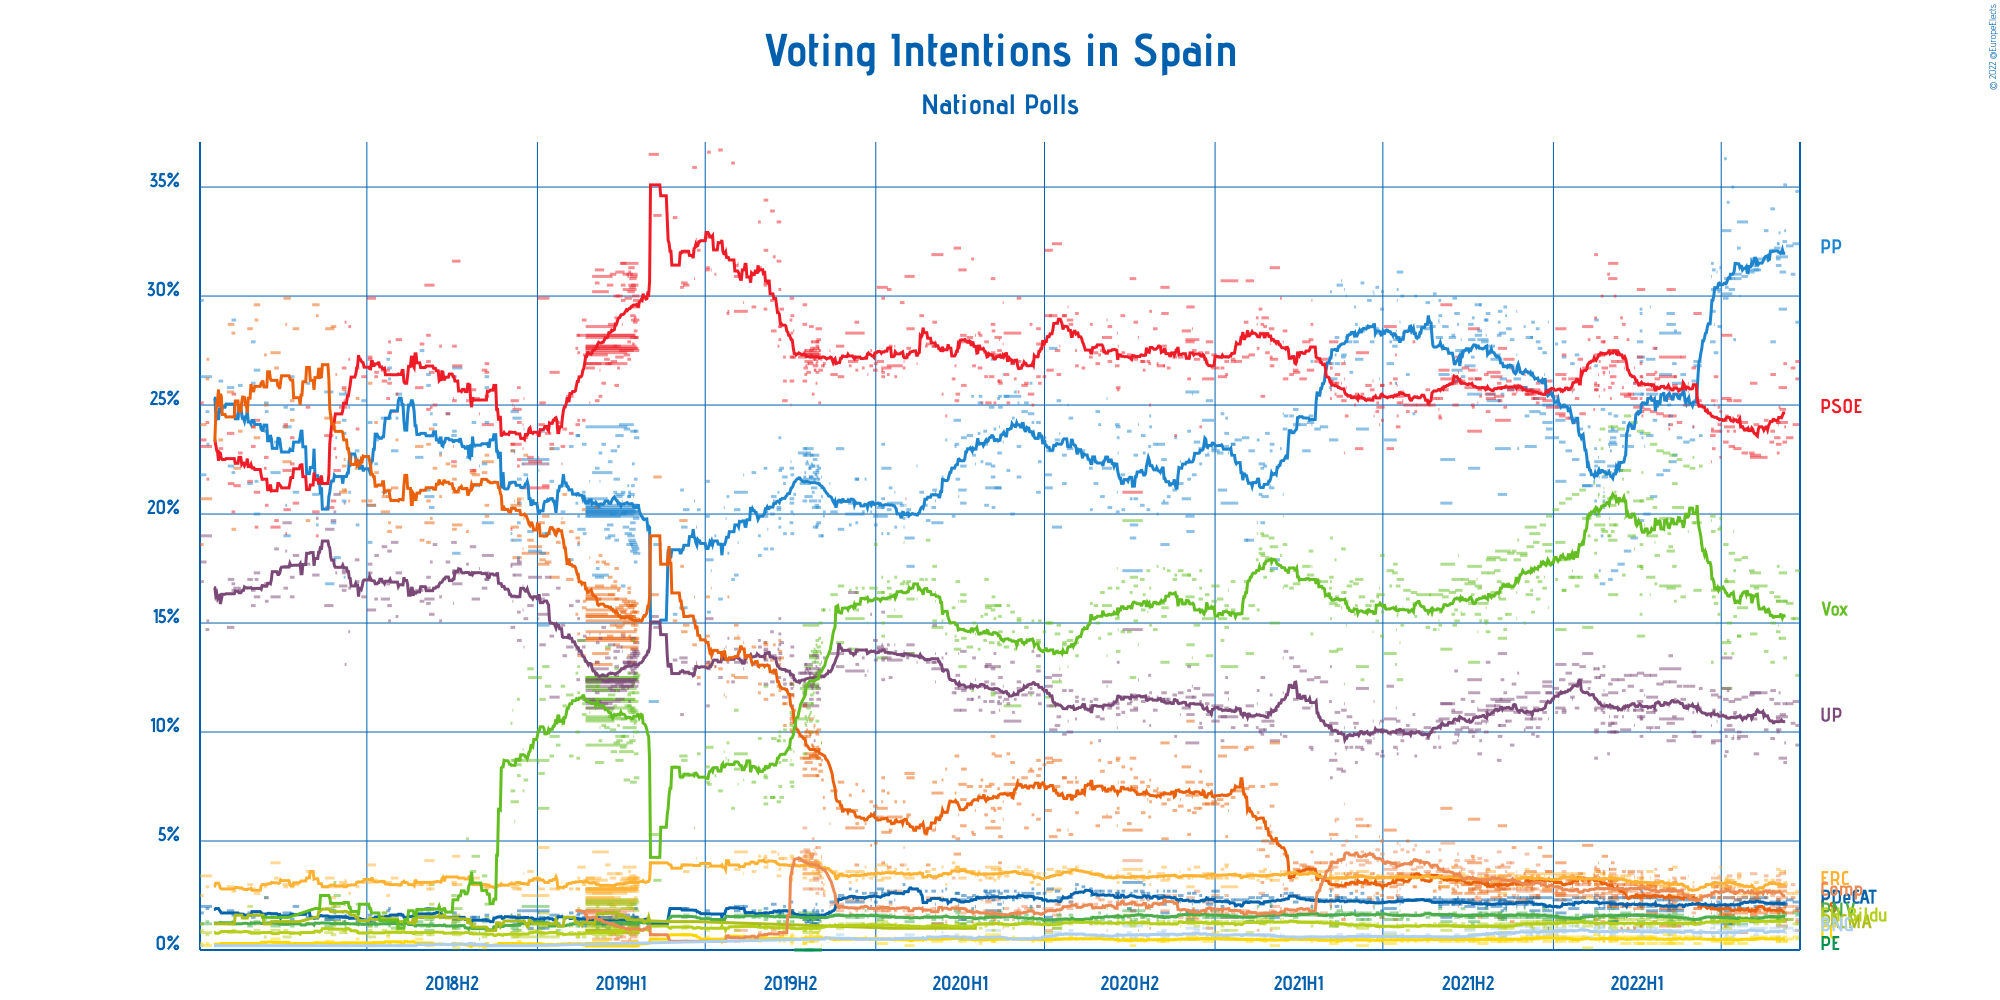 © 2022 @EuropeElects
Voting Intentions in Spain
National Polls
35%
30%
25%
20%
15%
10%
5%
0%
PP
PSOE
Vox
UP
ERC
PDeCAT
PE
2018H2
2019H1
2019H2
2020H1
2020H2
2021H1
2021H2
2022H1